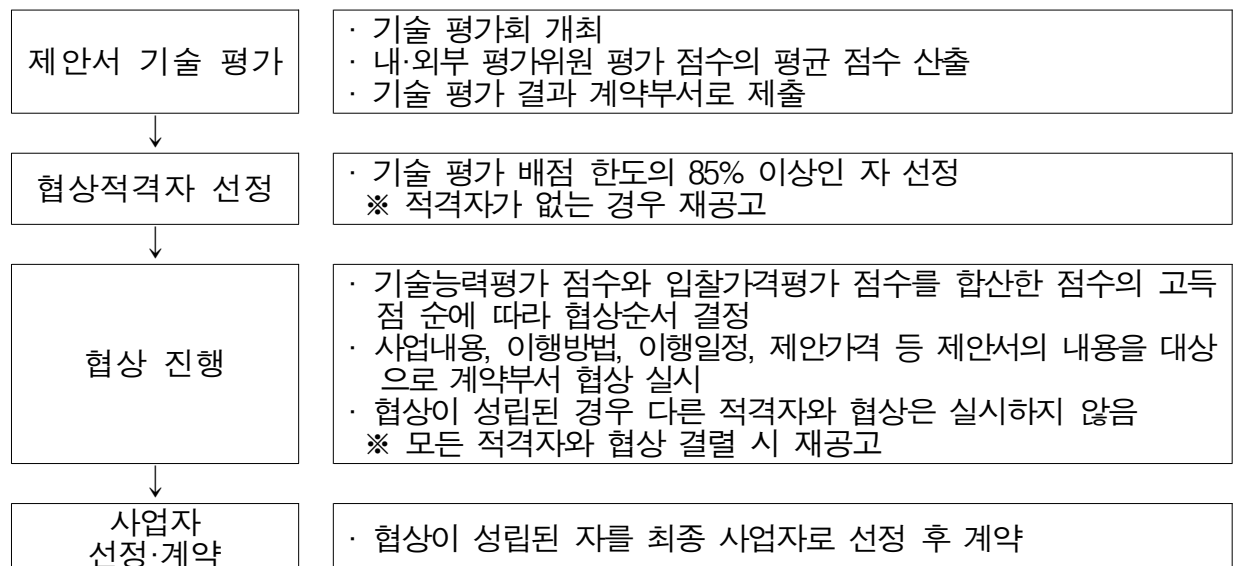 제안서 기술 평가
· 기술 평가회 개최
· 내·외부 평가위원 평가 점수의 평균 점수 산출
· 기술 평가 결과 계약부서로 제출
↓
협상적격자 선정
· 기술 평가 배점 한도의 85% 이상인 자 선정
※ 적격자가 없는 경우 재공고
↓
협상 진행
· 기술능력평가 점수와 입찰가격평가 점수를 합산한 점수의 고득
점 순에 따라 협상순서 결정
· 사업내용, 이행방법, 이행일정, 제안가격 등 제안서의 내용을 대상
으로 계약부서 협상 실시
· 협상이 성립된 경우 다른 적격자와 협상은 실시하지 않음
※ 모든 적격자와 협상 결렬 시 재공고
↓
사업자
선정·계약
· 협상이 성립된 자를 최종 사업자로 선정 후 계약